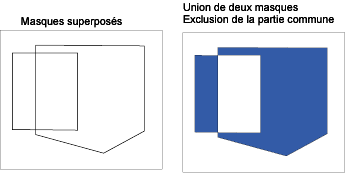 Masques superposés
Union de deux masques
Exclusion de la partie commune